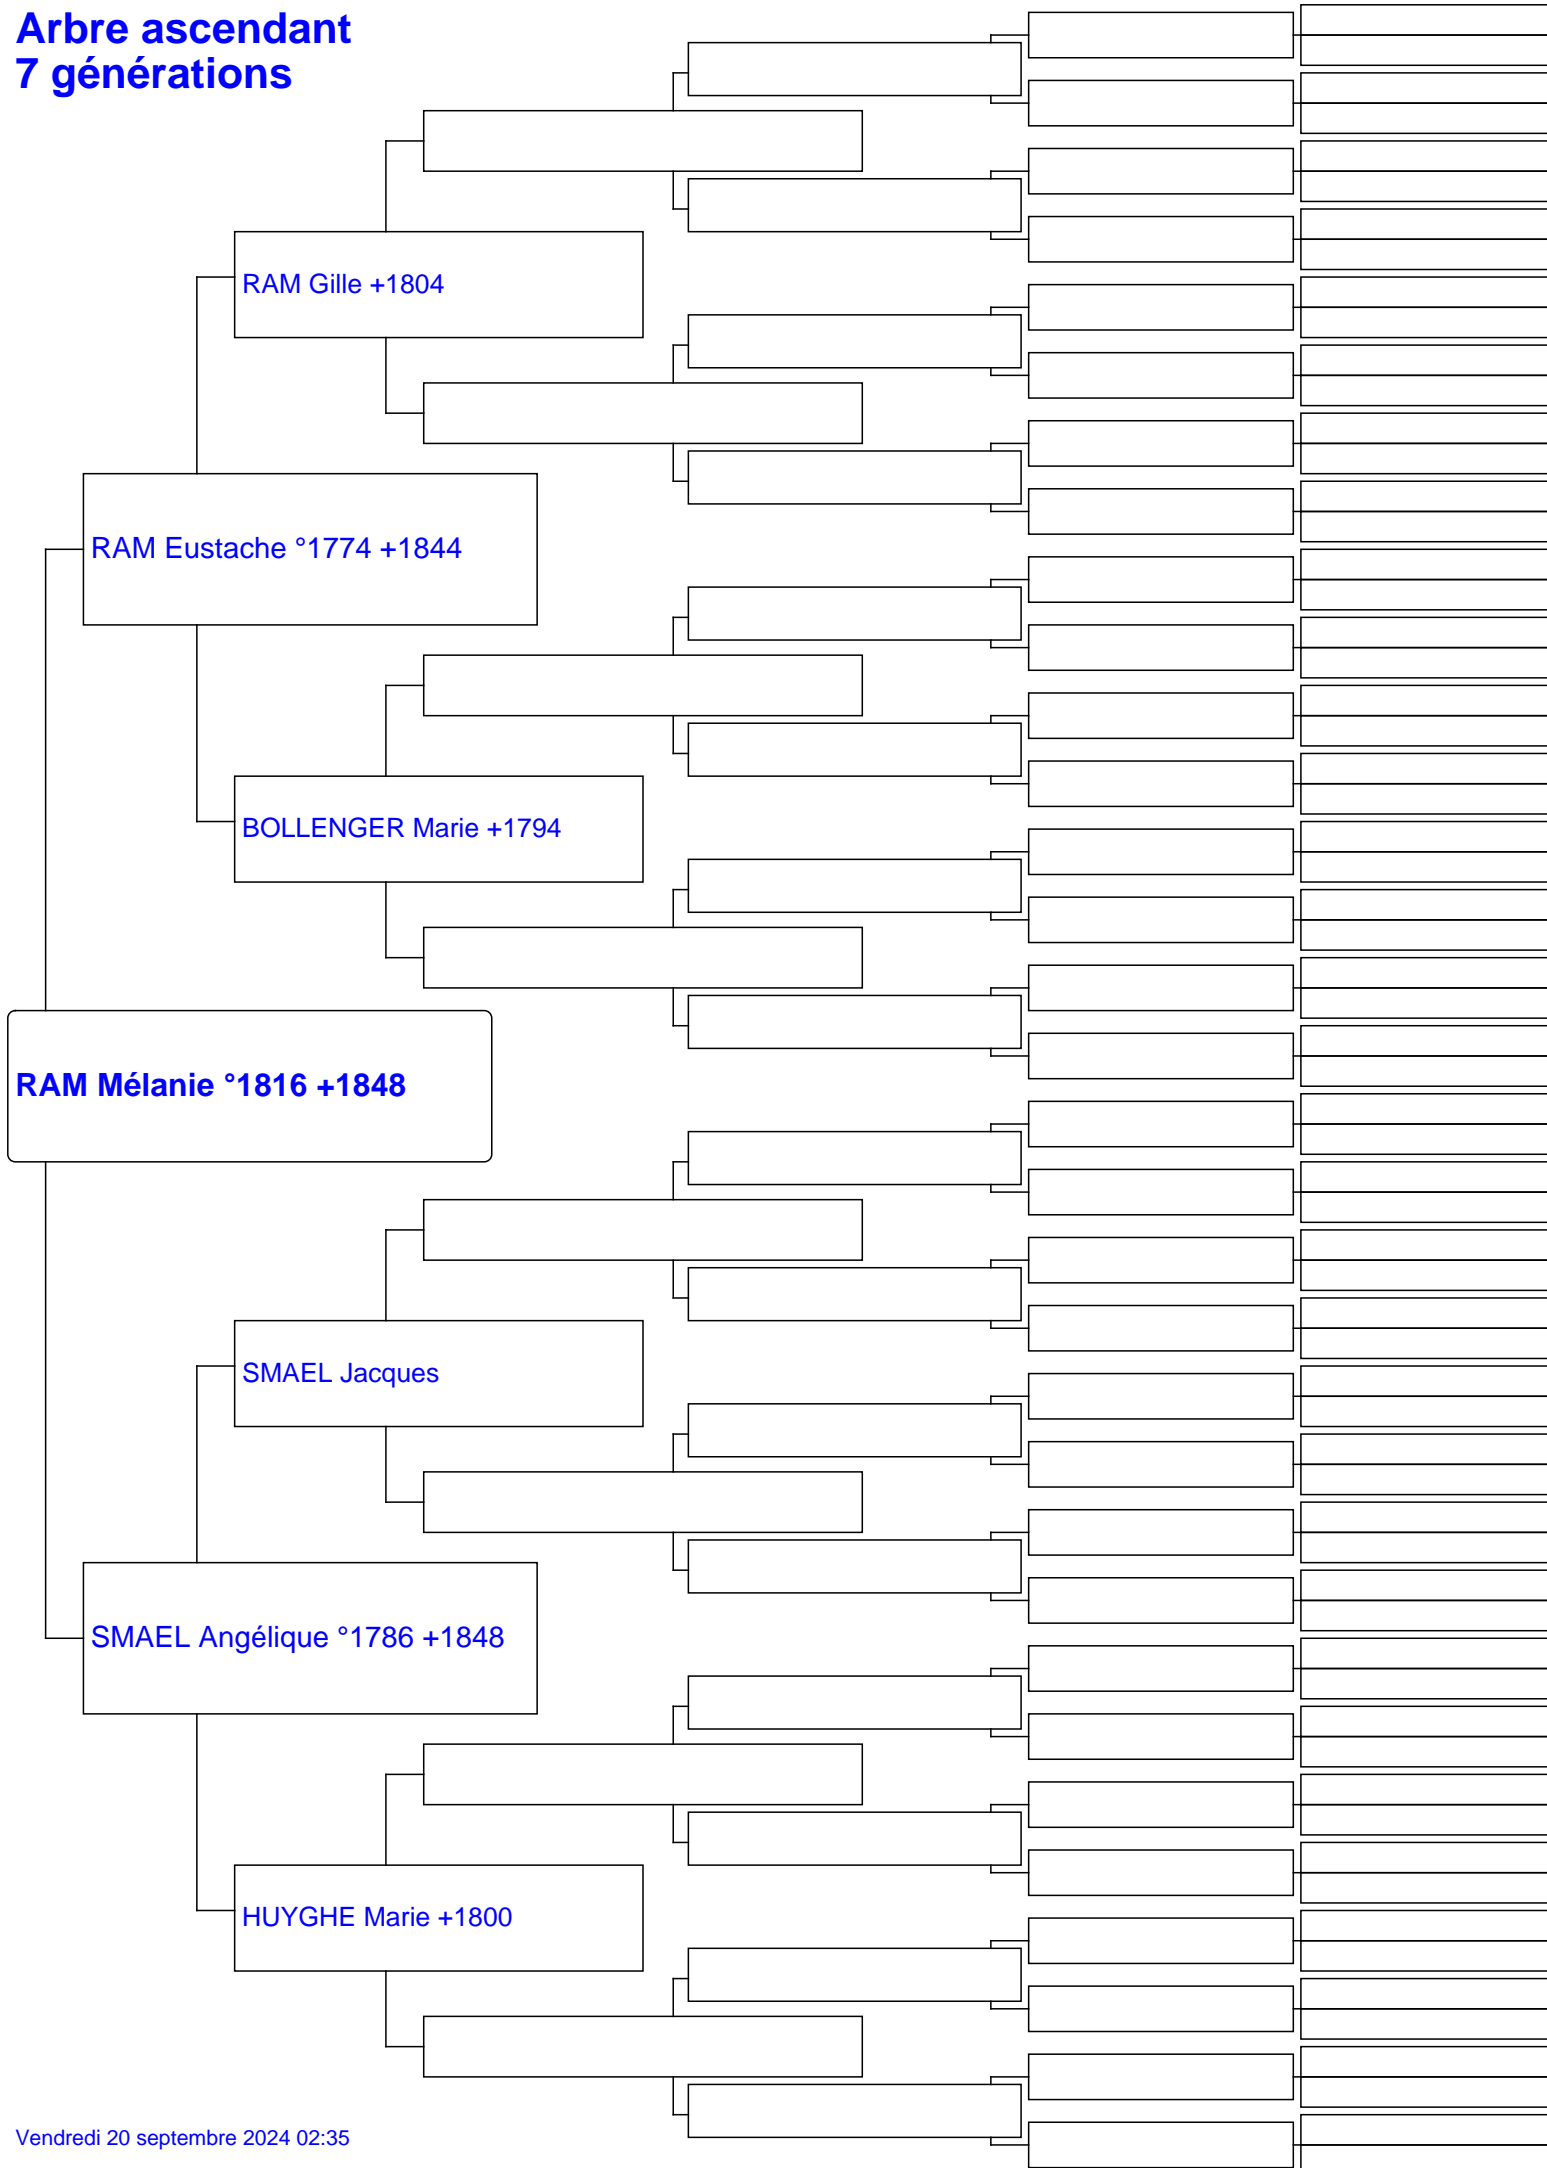 Arbre ascendant
7 générations
RAM Gille +1804
RAM Eustache °1774 +1844
BOLLENGER Marie +1794
RAM Mélanie °1816 +1848
SMAEL Jacques
SMAEL Angélique °1786 +1848
HUYGHE Marie +1800
Vendredi 20 septembre 2024 02:35